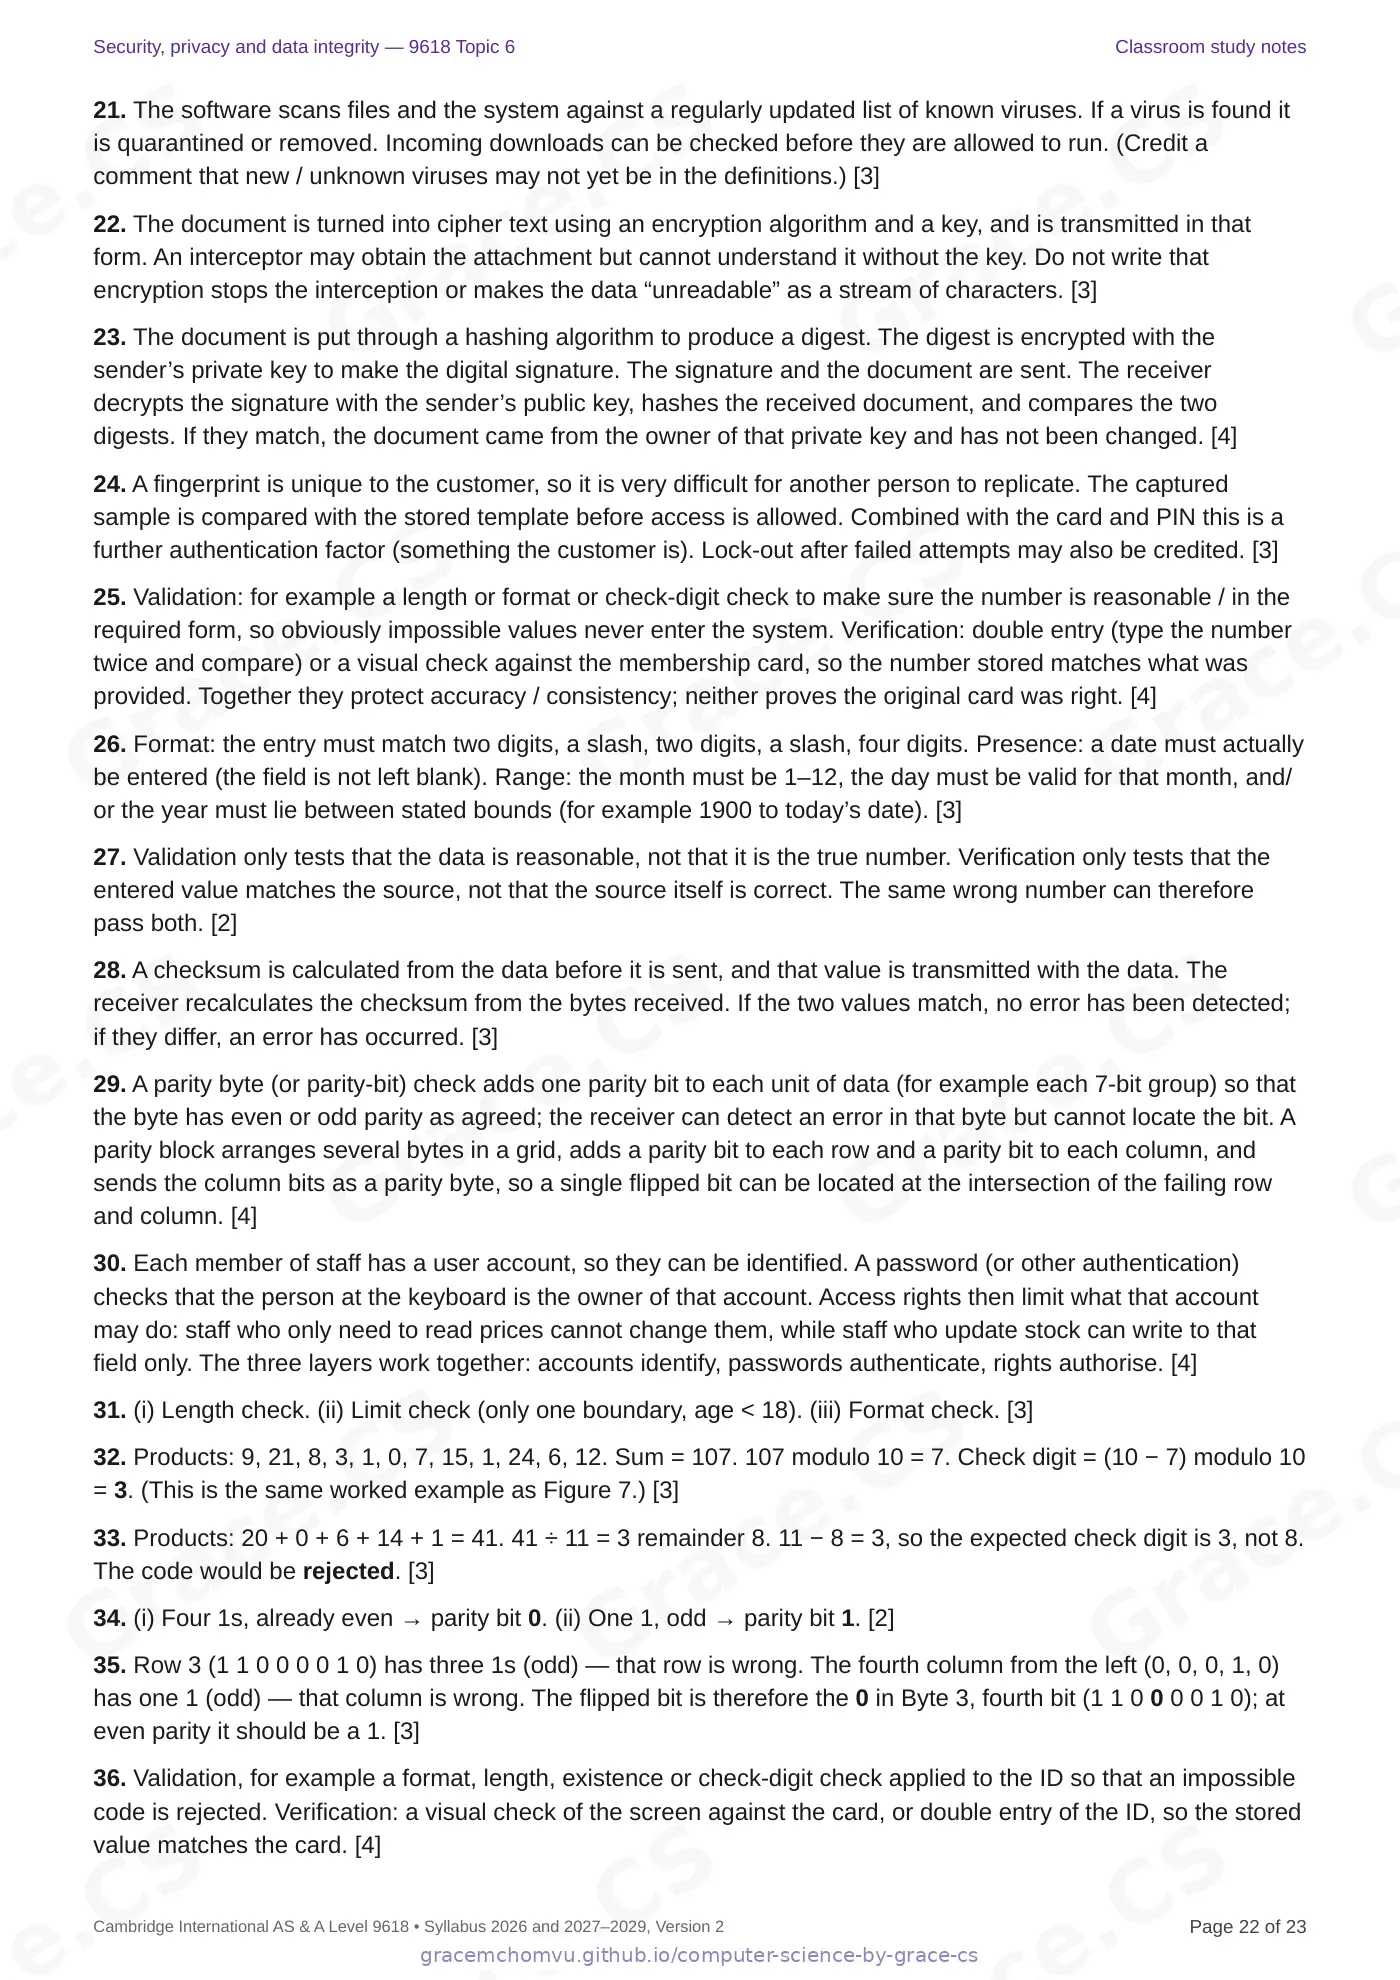 Security, privacy and data integrity — 9618 Topic 6
Classroom study notes
21. The software scans files and the system against a regularly updated list of known viruses. If a virus is found it
is quarantined or removed. Incoming downloads can be checked before they are allowed to run. (Credit a
comment that new / unknown viruses may not yet be in the definitions.) [3]
22. The document is turned into cipher text using an encryption algorithm and a key, and is transmitted in that
form. An interceptor may obtain the attachment but cannot understand it without the key. Do not write that
encryption stops the interception or makes the data “unreadable” as a stream of characters. [3]
23. The document is put through a hashing algorithm to produce a digest. The digest is encrypted with the
sender’s private key to make the digital signature. The signature and the document are sent. The receiver
decrypts the signature with the sender’s public key, hashes the received document, and compares the two
digests. If they match, the document came from the owner of that private key and has not been changed. [4]
24. A fingerprint is unique to the customer, so it is very difficult for another person to replicate. The captured
sample is compared with the stored template before access is allowed. Combined with the card and PIN this is a
further authentication factor (something the customer is). Lock-out after failed attempts may also be credited. [3]
25. Validation: for example a length or format or check-digit check to make sure the number is reasonable / in the
required form, so obviously impossible values never enter the system. Verification: double entry (type the number
twice and compare) or a visual check against the membership card, so the number stored matches what was
provided. Together they protect accuracy / consistency; neither proves the original card was right. [4]
26. Format: the entry must match two digits, a slash, two digits, a slash, four digits. Presence: a date must actually
be entered (the field is not left blank). Range: the month must be 1–12, the day must be valid for that month, and/
or the year must lie between stated bounds (for example 1900 to today’s date). [3]
27. Validation only tests that the data is reasonable, not that it is the true number. Verification only tests that the
entered value matches the source, not that the source itself is correct. The same wrong number can therefore
pass both. [2]
28. A checksum is calculated from the data before it is sent, and that value is transmitted with the data. The
receiver recalculates the checksum from the bytes received. If the two values match, no error has been detected;
if they differ, an error has occurred. [3]
29. A parity byte (or parity-bit) check adds one parity bit to each unit of data (for example each 7-bit group) so that
the byte has even or odd parity as agreed; the receiver can detect an error in that byte but cannot locate the bit. A
parity block arranges several bytes in a grid, adds a parity bit to each row and a parity bit to each column, and
sends the column bits as a parity byte, so a single flipped bit can be located at the intersection of the failing row
and column. [4]
30. Each member of staff has a user account, so they can be identified. A password (or other authentication)
checks that the person at the keyboard is the owner of that account. Access rights then limit what that account
may do: staff who only need to read prices cannot change them, while staff who update stock can write to that
field only. The three layers work together: accounts identify, passwords authenticate, rights authorise. [4]
31. (i) Length check. (ii) Limit check (only one boundary, age < 18). (iii) Format check. [3]
32. Products: 9, 21, 8, 3, 1, 0, 7, 15, 1, 24, 6, 12. Sum = 107. 107 modulo 10 = 7. Check digit = (10 − 7) modulo 10
= 3. (This is the same worked example as Figure 7.) [3]
33. Products: 20 + 0 + 6 + 14 + 1 = 41. 41 ÷ 11 = 3 remainder 8. 11 − 8 = 3, so the expected check digit is 3, not 8.
The code would be rejected. [3]
34. (i) Four 1s, already even → parity bit 0. (ii) One 1, odd → parity bit 1. [2]
35. Row 3 (1 1 0 0 0 0 1 0) has three 1s (odd) — that row is wrong. The fourth column from the left (0, 0, 0, 1, 0)
has one 1 (odd) — that column is wrong. The flipped bit is therefore the 0 in Byte 3, fourth bit (1 1 0 0 0 0 1 0); at
even parity it should be a 1. [3]
36. Validation, for example a format, length, existence or check-digit check applied to the ID so that an impossible
code is rejected. Verification: a visual check of the screen against the card, or double entry of the ID, so the stored
value matches the card. [4]
Cambridge International AS & A Level 9618 • Syllabus 2026 and 2027–2029, Version 2
Page 22 of 23
gracemchomvu.github.io/computer-science-by-grace-cs
Grace.CS